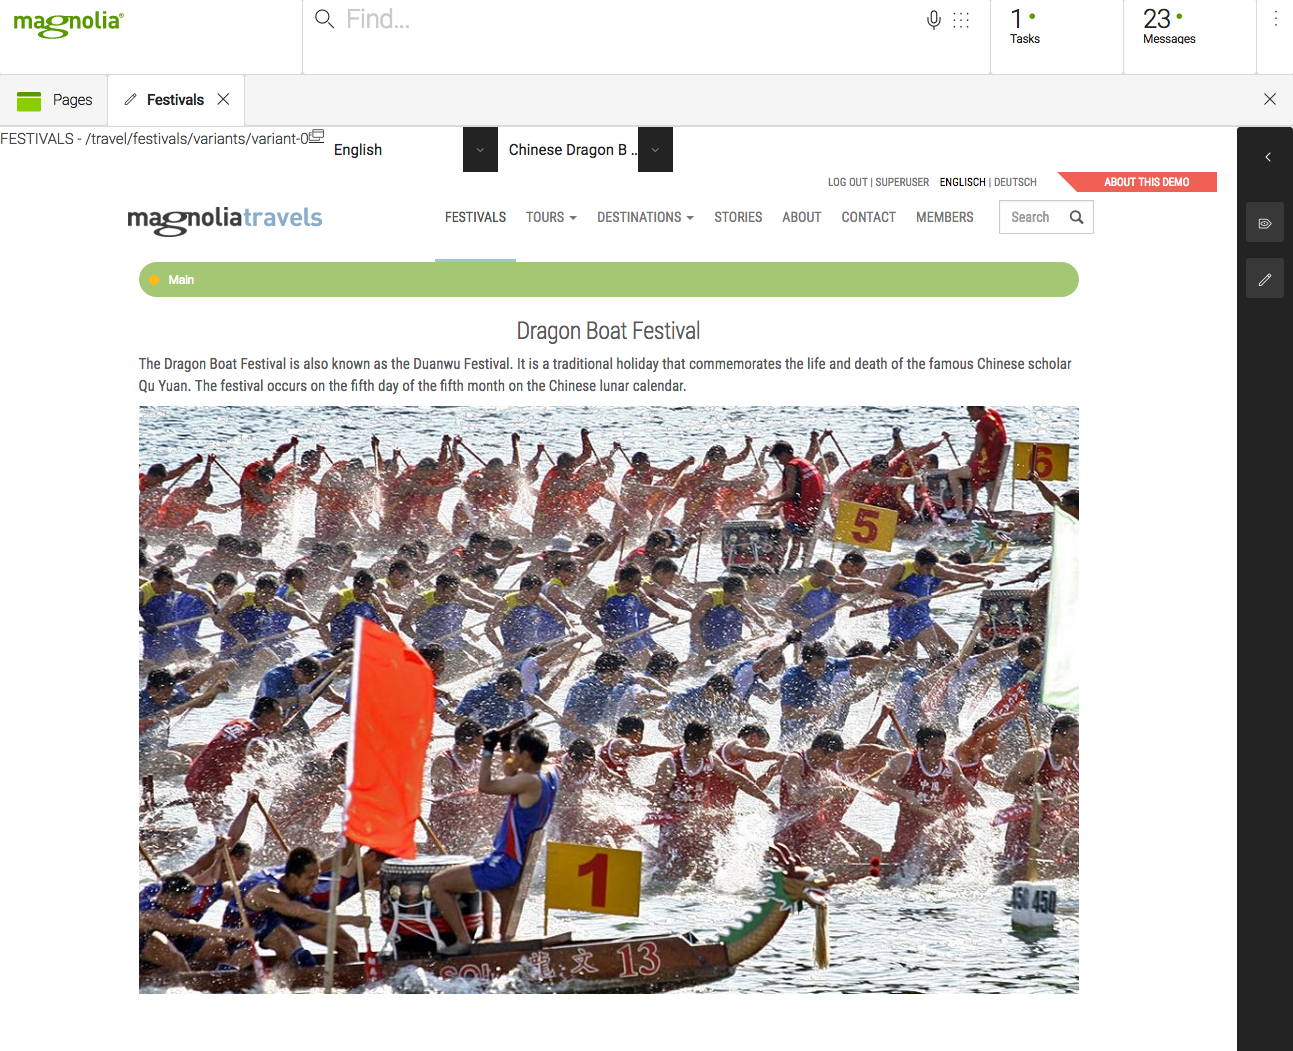 magnolia®
Find...
1
Tasks
23
Messages
Pages
Festivals
FESTIVALS - /travel/festivals/variants/variant-0
English
Chinese Dragon B ..
LOG OUT | SUPERUSER ENGLISCH | DEUTSCH
ABOUT THIS DEMO
magnoliatravels
FESTIVALS TOURS DESTINATIONS STORIES ABOUT CONTACT MEMBERS
Search
Main
Dragon Boat Festival
The Dragon Boat Festival is also known as the Duanwu Festival. It is a traditional holiday that commemorates the life and death of the famous Chinese scholar
Qu Yuan. The festival occurs on the fifth day of the fifth month on the Chinese lunar calendar.
6
5
1
450 450
龍文 13